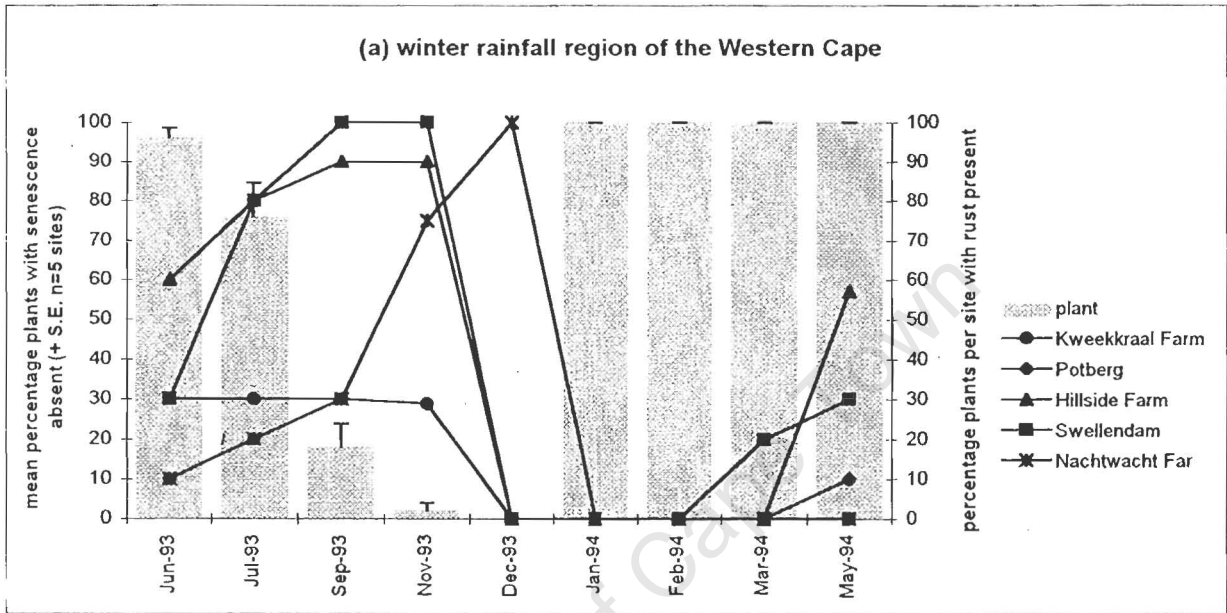 (a) winter rainfall region of the Western Cape
mean percentage plants with senescence
absent (+ S.E. n=5 sites)
100
90
80
70
60
50
40
30
20
10
0
Jun-93
Jul-93
Sep-93
Nov-93
Dec-93
Jan-94
Feb-94
Mar-94
May-94
100
90
80
70
60
50
40
30
20
10
0
percentage plants per site with rust present
plant
Kweekkraal Farm
Potberg
Hillside Farm
Swellendam
Nachtwacht Far
of Cape Town